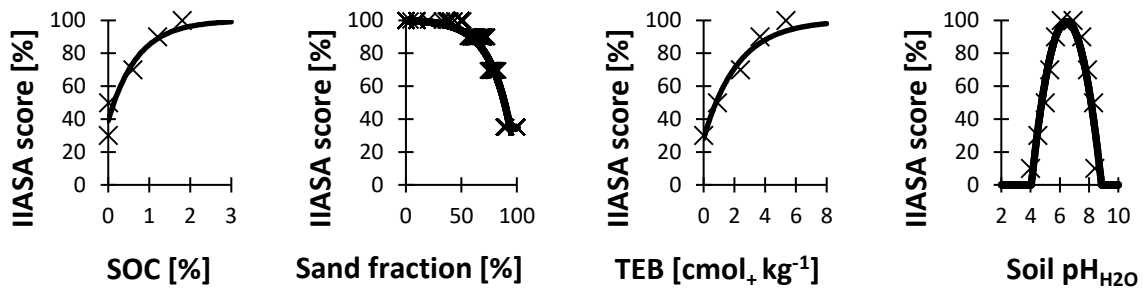 IIASA score [%]
100
80
60
40
20
0
0 1 2 3
SOC [%]
IIASA score [%]
100
80
60
40
20
0
0 50 100
Sand fraction [%]
IIASA score [%]
100
80
60
40
20
0
0 2 4 6 8
TEB [cmol₊ kg⁻¹]
IIASA score [%]
100
80
60
40
20
0
2 4 6 8 10
Soil pH_H2O